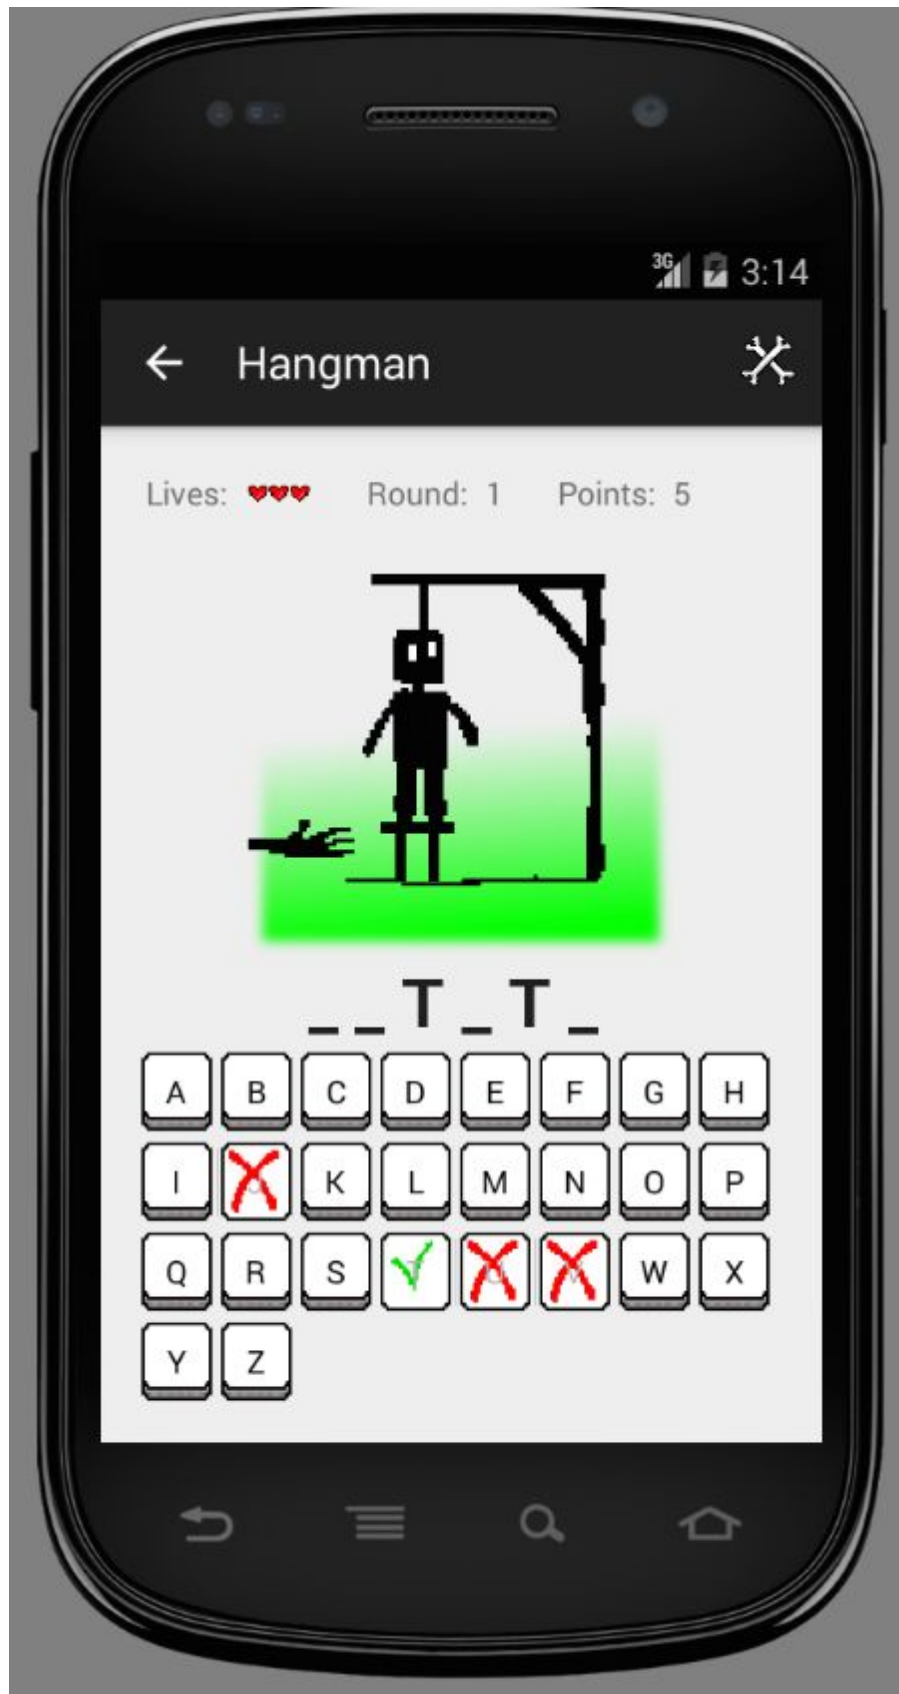 3G 3:14
Hangman
Lives: Round: 1 Points: 5
_ _ T _ T _
A B C D E F G H
I K L M N O P
Q R S T W X
Y Z